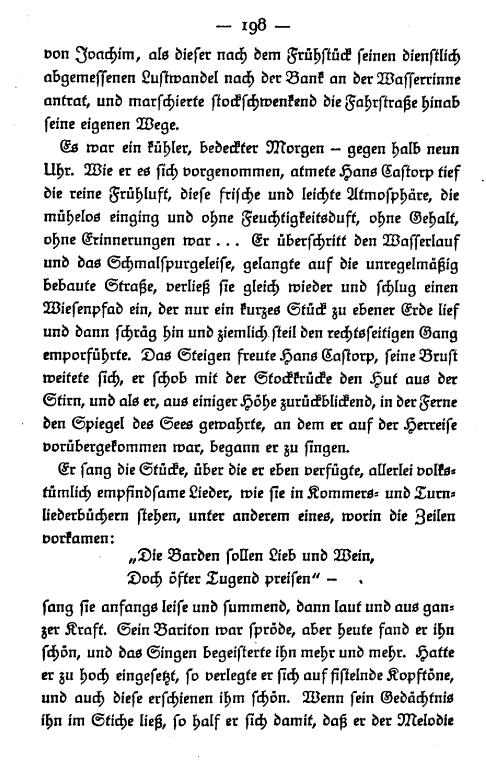 — 198 —
von Joachim, als dieser nach dem Frühstück seinen dienstlich
abgemessenen Lustwandel nach der Bank an der Wasserrinne
antrat, und marschierte stockschwenkend die Fahrstraße hinab
seine eigenen Wege.
Es war ein kühler, bedeckter Morgen – gegen halb neun
Uhr. Wie er es sich vorgenommen, atmete Hans Castorp tief
die reine Frühluft, diese frische und leichte Atmosphäre, die
mühelos einging und ohne Feuchtigkeitsduft, ohne Gehalt,
ohne Erinnerungen war... Er überschritt den Wasserlauf
und das Schmalspurgeleise, gelangte auf die unregelmäßig
bebaute Straße, verließ sie gleich wieder und schlug einen
Wiesenpfad ein, der nur ein kurzes Stück zu ebener Erde lief
und dann schräg hin und ziemlich steil den rechtsseitigen Gang
emporführte. Das Steigen freute Hans Castorp, seine Brust
weitete sich, er schob mit der Stockkrücke den Hut aus der
Stirn, und als er, aus einiger Höhe zurückblickend, in der Ferne
den Spiegel des Sees gewahrte, an dem er auf der Herreise
vorübergekommen war, begann er zu singen.
Er sang die Stücke, über die er eben verfügte, allerlei volks-
tümlich empfindsame Lieder, wie sie in Kommers- und Turn-
liederbüchern stehen, unter anderem eines, worin die Zeilen
vorkamen:
„Die Barden sollen Lieb und Wein,
Doch öfter Tugend preisen“ –
sang sie anfangs leise und summend, dann laut und aus gan-
zer Kraft. Sein Bariton war spröde, aber heute fand er ihn
schön, und das Singen begeisterte ihn mehr und mehr. Hatte
er zu hoch eingesetzt, so verlegte er sich auf fistelnde Kopftöne,
und auch diese erschienen ihm schön. Wenn sein Gedächtnis
ihn im Stiche ließ, so half er sich damit, daß er der Melodie